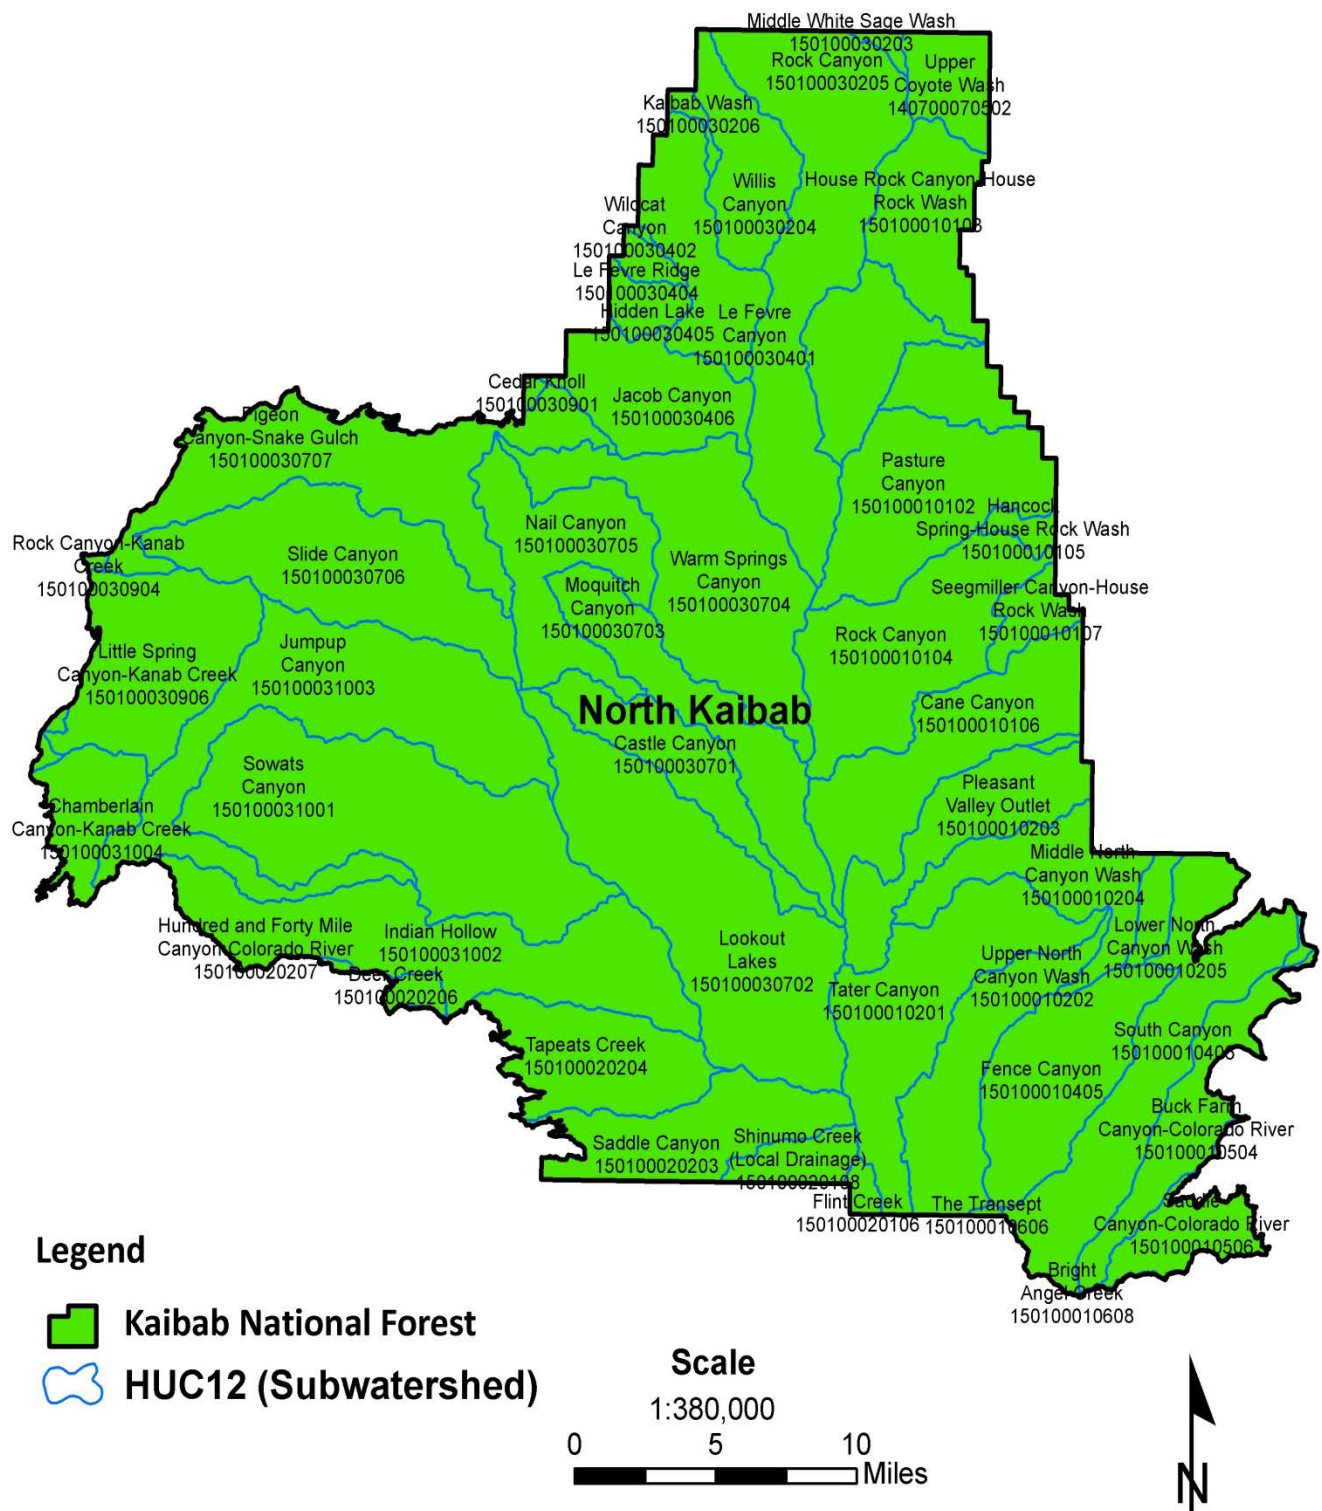 Middle White Sage Wash
150100030203
Rock Canyon
150100030205
Upper
Coyote Wash
140700070502
Kaibab Wash
150100030206
Willis
Canyon
150100030204
House Rock Canyon-House
Rock Wash
150100010103
Wildcat
Canyon
150100030402
Le Fevre Ridge
150100030404
Hidden Lake
150100030405
Le Fevre
Canyon
150100030401
Cedar Knoll
150100030901
Jacob Canyon
150100030406
Pigeon
Canyon-Snake Gulch
150100030707
Pasture
Canyon
150100010102
Hancock
Spring-House Rock Wash
150100010105
Nail Canyon
150100030705
Rock Canyon-Kanab
Creek
150100030904
Slide Canyon
150100030706
Warm Springs
Canyon
150100030704
Moquitch
Canyon
150100030703
Seegmiller Canyon-House
Rock Wash
150100010107
Rock Canyon
150100010104
Little Spring
Canyon-Kanab Creek
150100030906
Jumpup
Canyon
150100031003
North Kaibab
Cane Canyon
150100010106
Castle Canyon
150100030701
Sowats
Canyon
150100031001
Pleasant
Valley Outlet
150100010203
Chamberlain
Canyon-Kanab Creek
150100031004
Middle North
Canyon Wash
150100010204
Hundred and Forty Mile
Canyon-Colorado River
150100020207
Indian Hollow
150100031002
Deer Creek
150100020206
Lookout
Lakes
150100030702
Lower North
Canyon Wash
150100010205
Upper North
Canyon Wash
150100010202
Tater Canyon
150100010201
Tapeats Creek
150100020204
South Canyon
150100010406
Fence Canyon
150100010405
Buck Farm
Canyon-Colorado River
150100010504
Saddle Canyon
150100020203
Shinumo Creek
(Local Drainage)
150100020108
Flint Creek
150100020106
The Transept
150100010606
Saddle
Canyon-Colorado River
150100010506
Bright
Angel Creek
150100010608
Legend
Kaibab National Forest
HUC12 (Subwatershed)
Scale
1:380,000
0 5 10
Miles
N